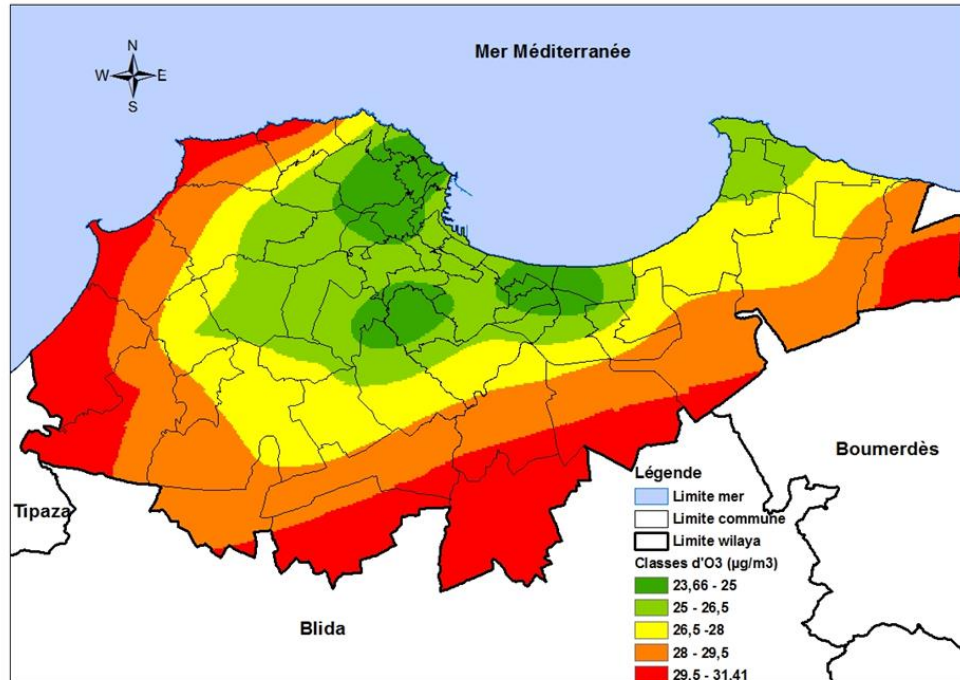 Mer Méditerranée
N
W E
S
Boumerdès
Tipaza
Blida
Légende
Limite mer
Limite commune
Limite wilaya
Classes d'O3 (µg/m3)
23,66 - 25
25 - 26,5
26,5 -28
28 - 29,5
29,5 - 31,41